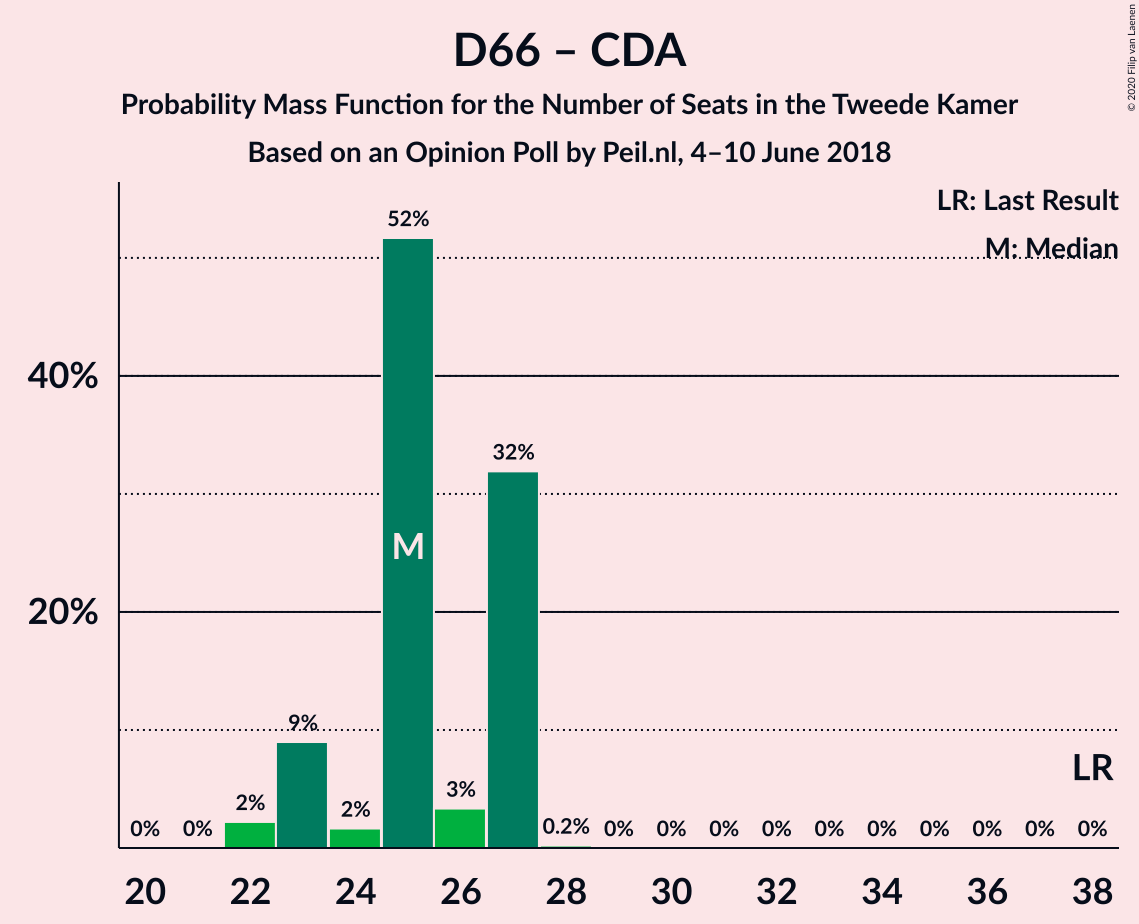 D66 – CDA
Probability Mass Function for the Number of Seats in the Tweede Kamer
Based on an Opinion Poll by Peil.nl, 4–10 June 2018
© 2020 Filip van Laenen
LR: Last Result
M: Median
40%
20%
0% 0% 2% 9% 2% 52% 3% 32% 0.2% 0% 0% 0% 0% 0% 0% 0% 0% 0% 0%
M
LR
20 22 24 26 28 30 32 34 36 38